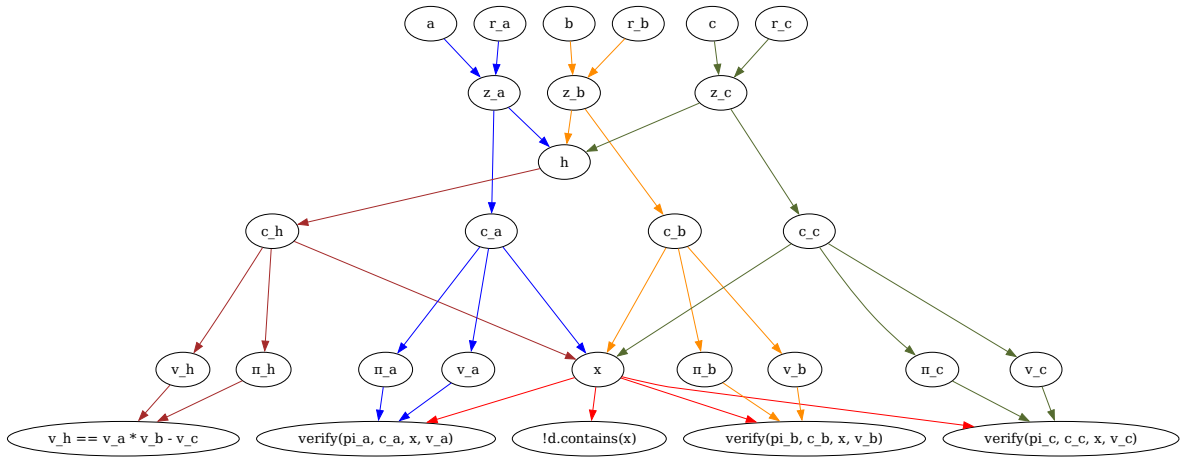 a
r_a
b
r_b
c
r_c
z_a
z_b
z_c
h
c_h
c_a
c_b
c_c
v_h
π_h
π_a
v_a
x
π_b
v_b
π_c
v_c
v_h == v_a * v_b - v_c
verify(pi_a, c_a, x, v_a)
!d.contains(x)
verify(pi_b, c_b, x, v_b)
verify(pi_c, c_c, x, v_c)